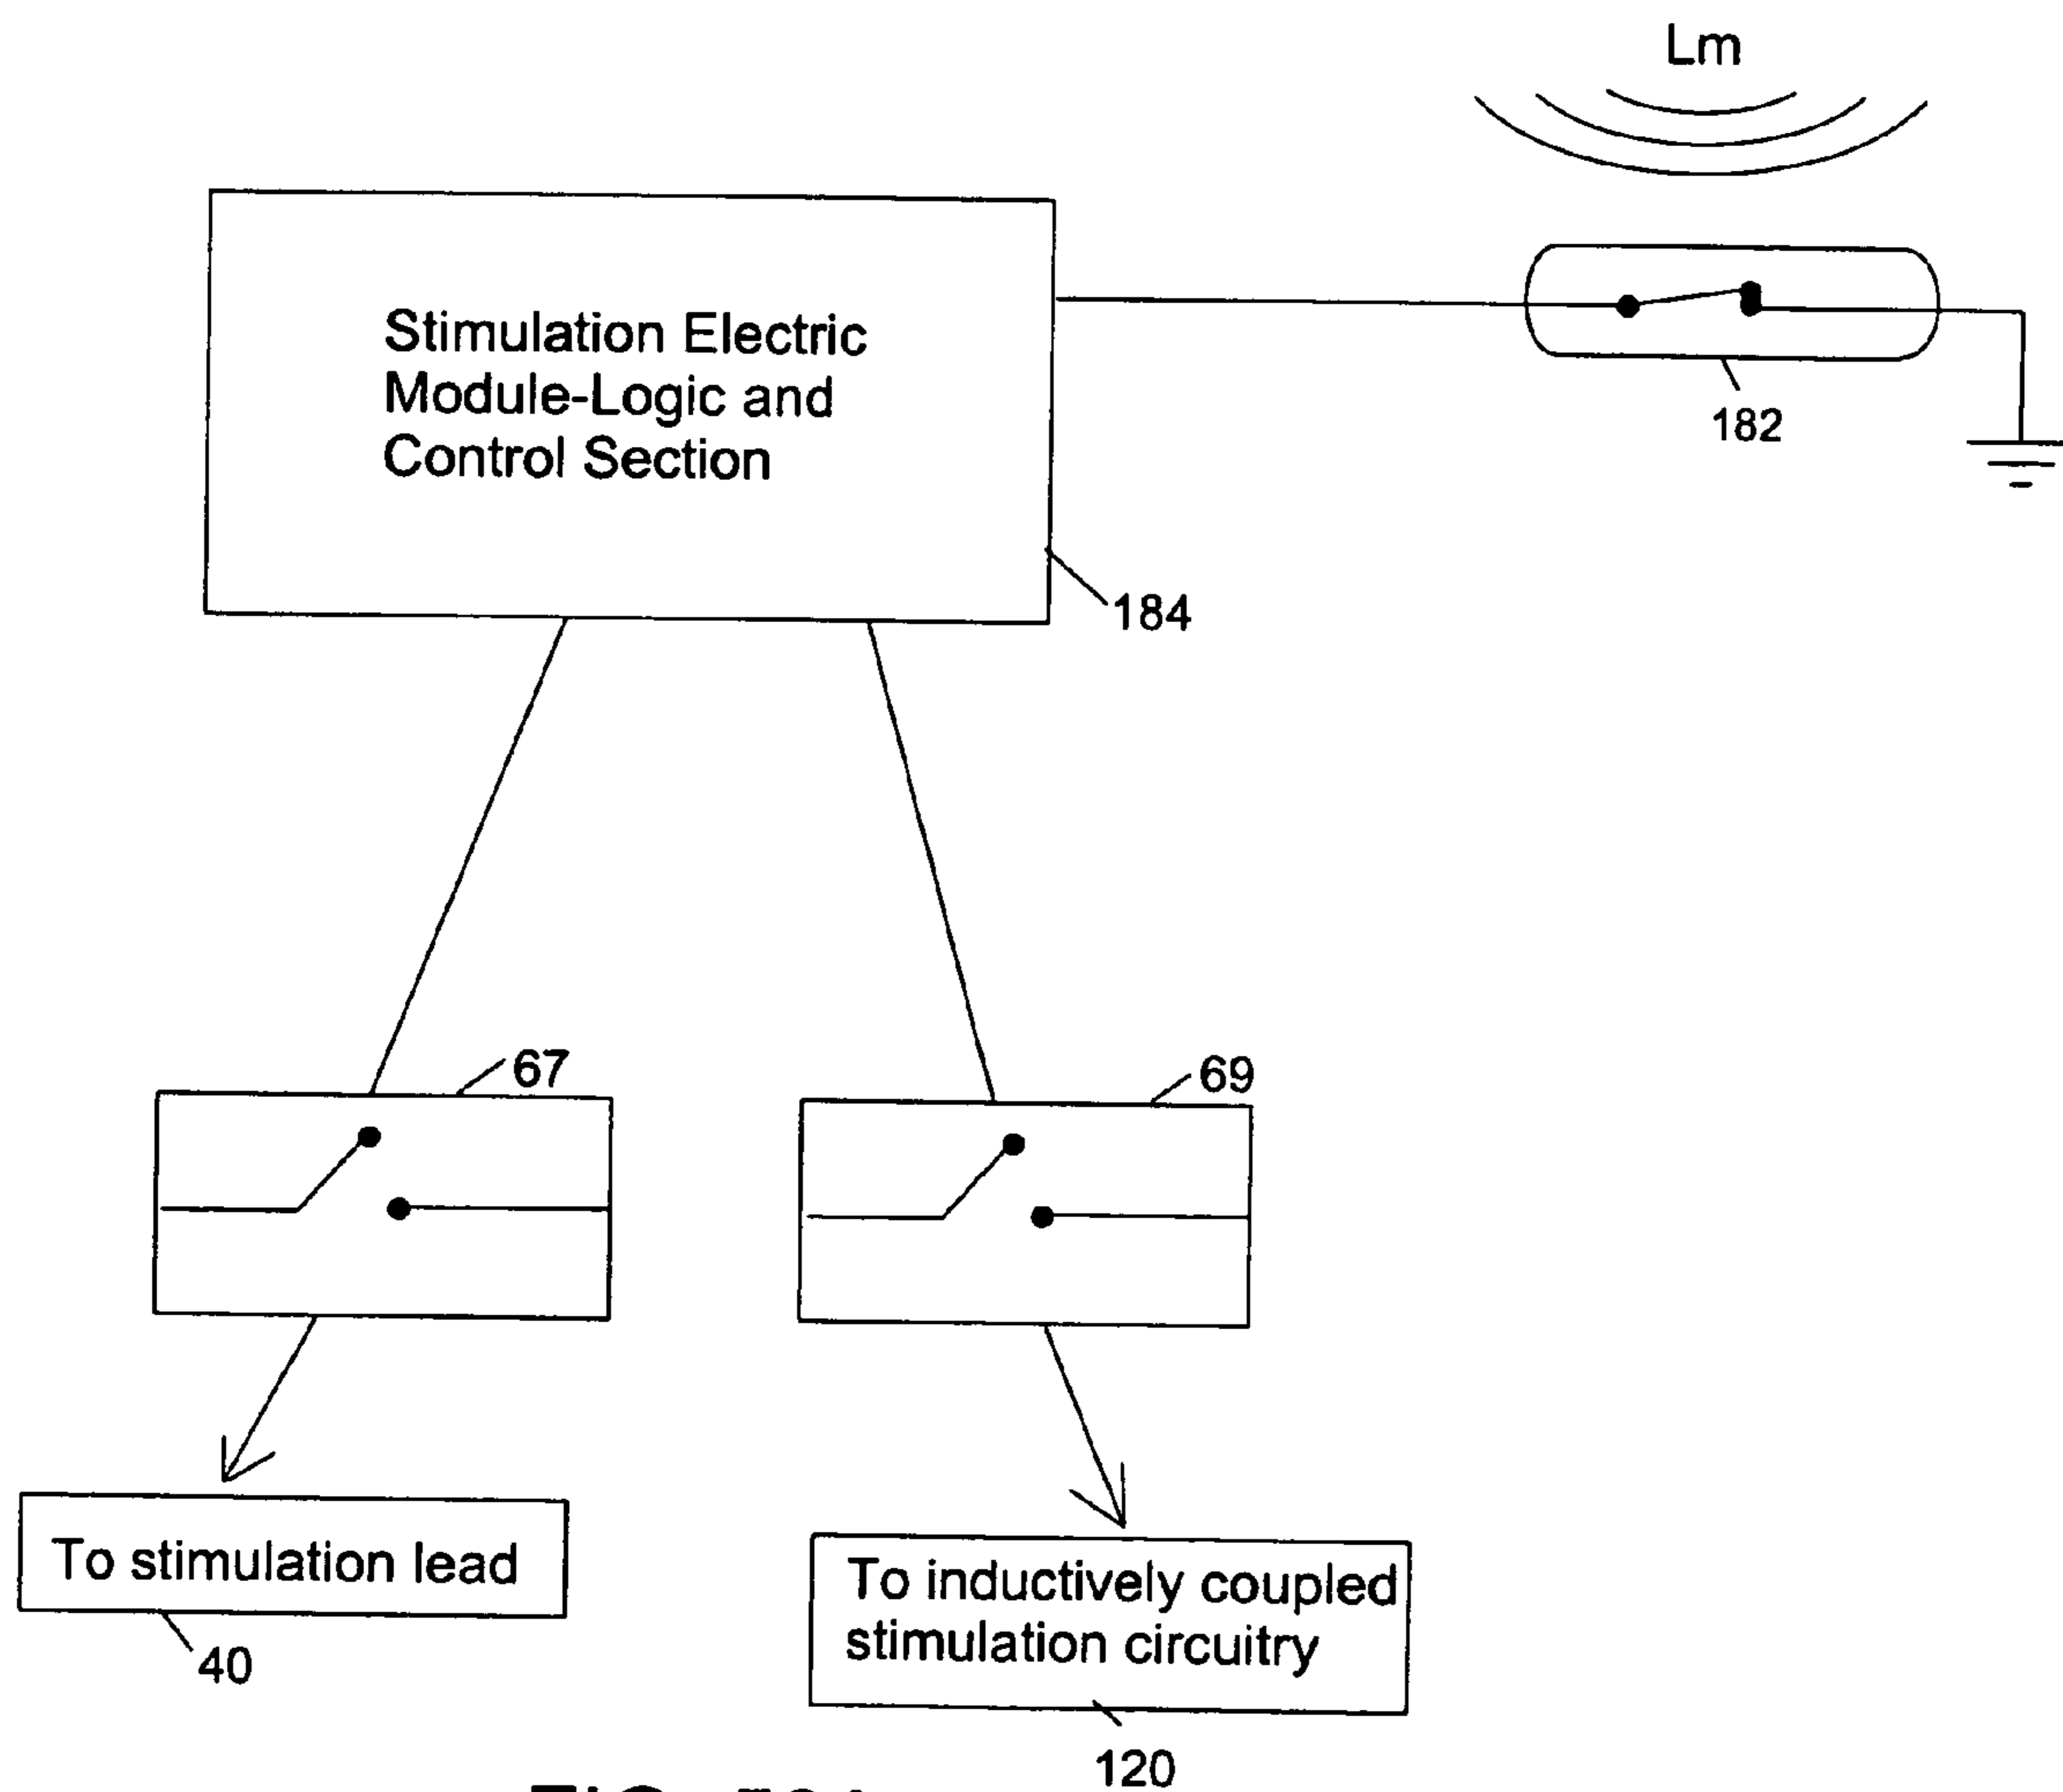 Lm
Stimulation Electric
Module-Logic and
Control Section
182
184
67
69
To stimulation lead
40
To inductively coupled
stimulation circuitry
120